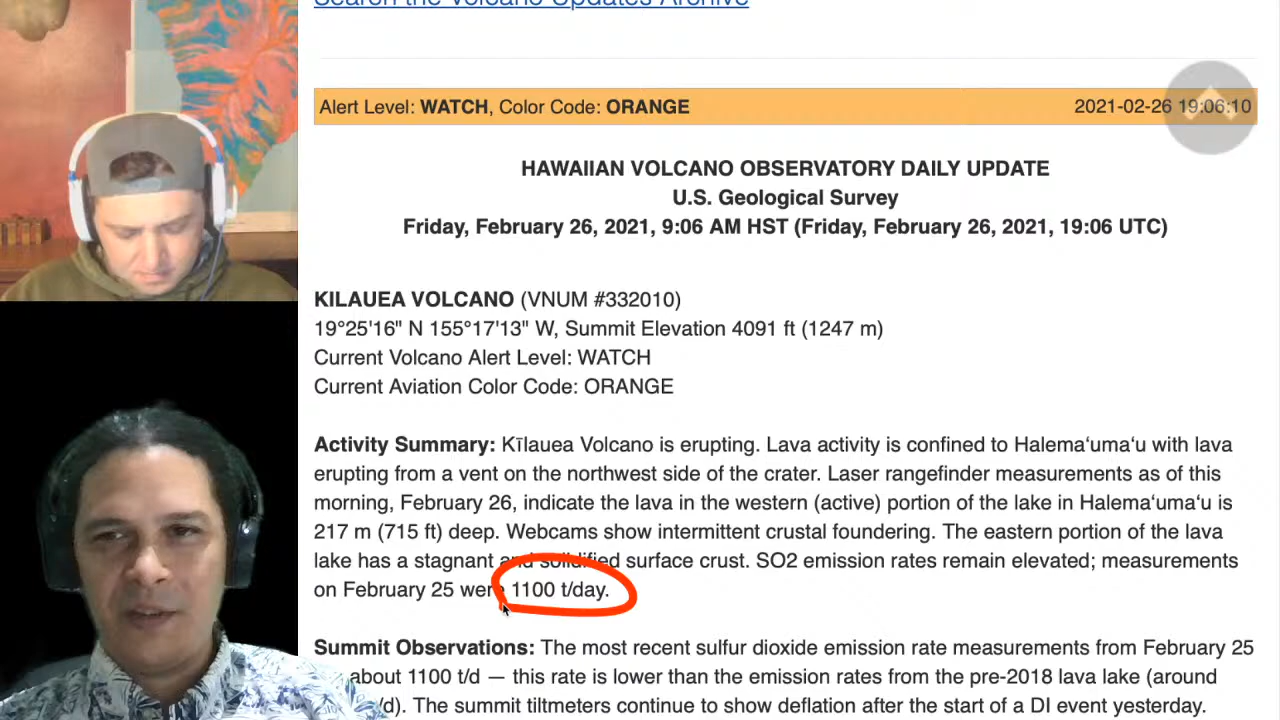 Search the Volcano Updates Archive
Alert Level: WATCH, Color Code: ORANGE 2021-02-26 19:06:10
HAWAIIAN VOLCANO OBSERVATORY DAILY UPDATE
U.S. Geological Survey
Friday, February 26, 2021, 9:06 AM HST (Friday, February 26, 2021, 19:06 UTC)
KILAUEA VOLCANO (VNUM #332010)
19°25'16" N 155°17'13" W, Summit Elevation 4091 ft (1247 m)
Current Volcano Alert Level: WATCH
Current Aviation Color Code: ORANGE
Activity Summary: Kīlauea Volcano is erupting. Lava activity is confined to Halemaʻumaʻu with lava
erupting from a vent on the northwest side of the crater. Laser rangefinder measurements as of this
morning, February 26, indicate the lava in the western (active) portion of the lake in Halemaʻumaʻu is
217 m (715 ft) deep. Webcams show intermittent crustal foundering. The eastern portion of the lava
lake has a stagnant and solidified surface crust. SO2 emission rates remain elevated; measurements
on February 25 were 1100 t/day.
Summit Observations: The most recent sulfur dioxide emission rate measurements from February 25
about 1100 t/d — this rate is lower than the emission rates from the pre-2018 lava lake (around
/d). The summit tiltmeters continue to show deflation after the start of a DI event yesterday.